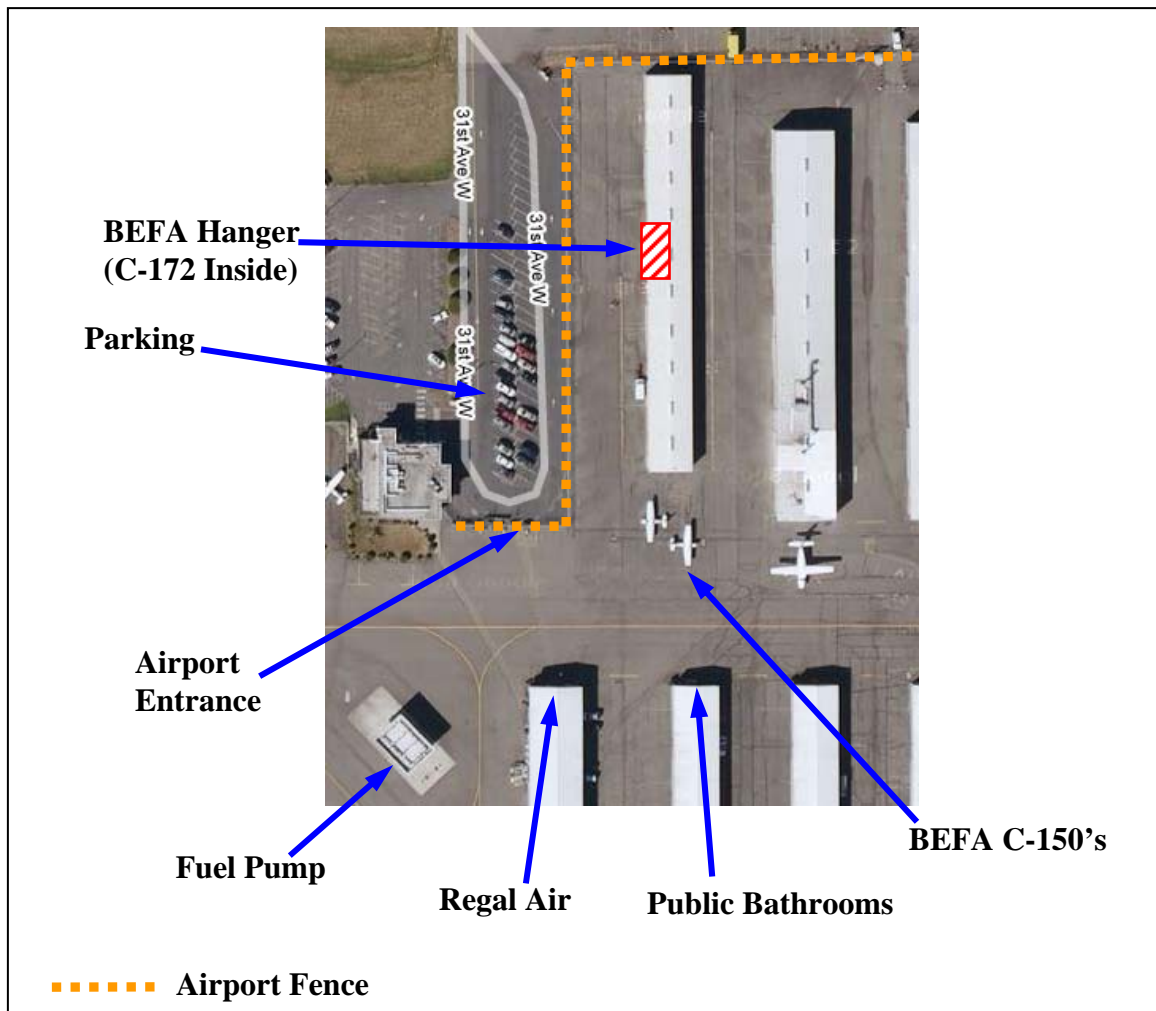 31st Ave W
31st Ave W
31st Ave W
BEFA Hanger
(C-172 Inside)
Parking
Airport
Entrance
Fuel Pump
Regal Air
Public Bathrooms
BEFA C-150's
Airport Fence